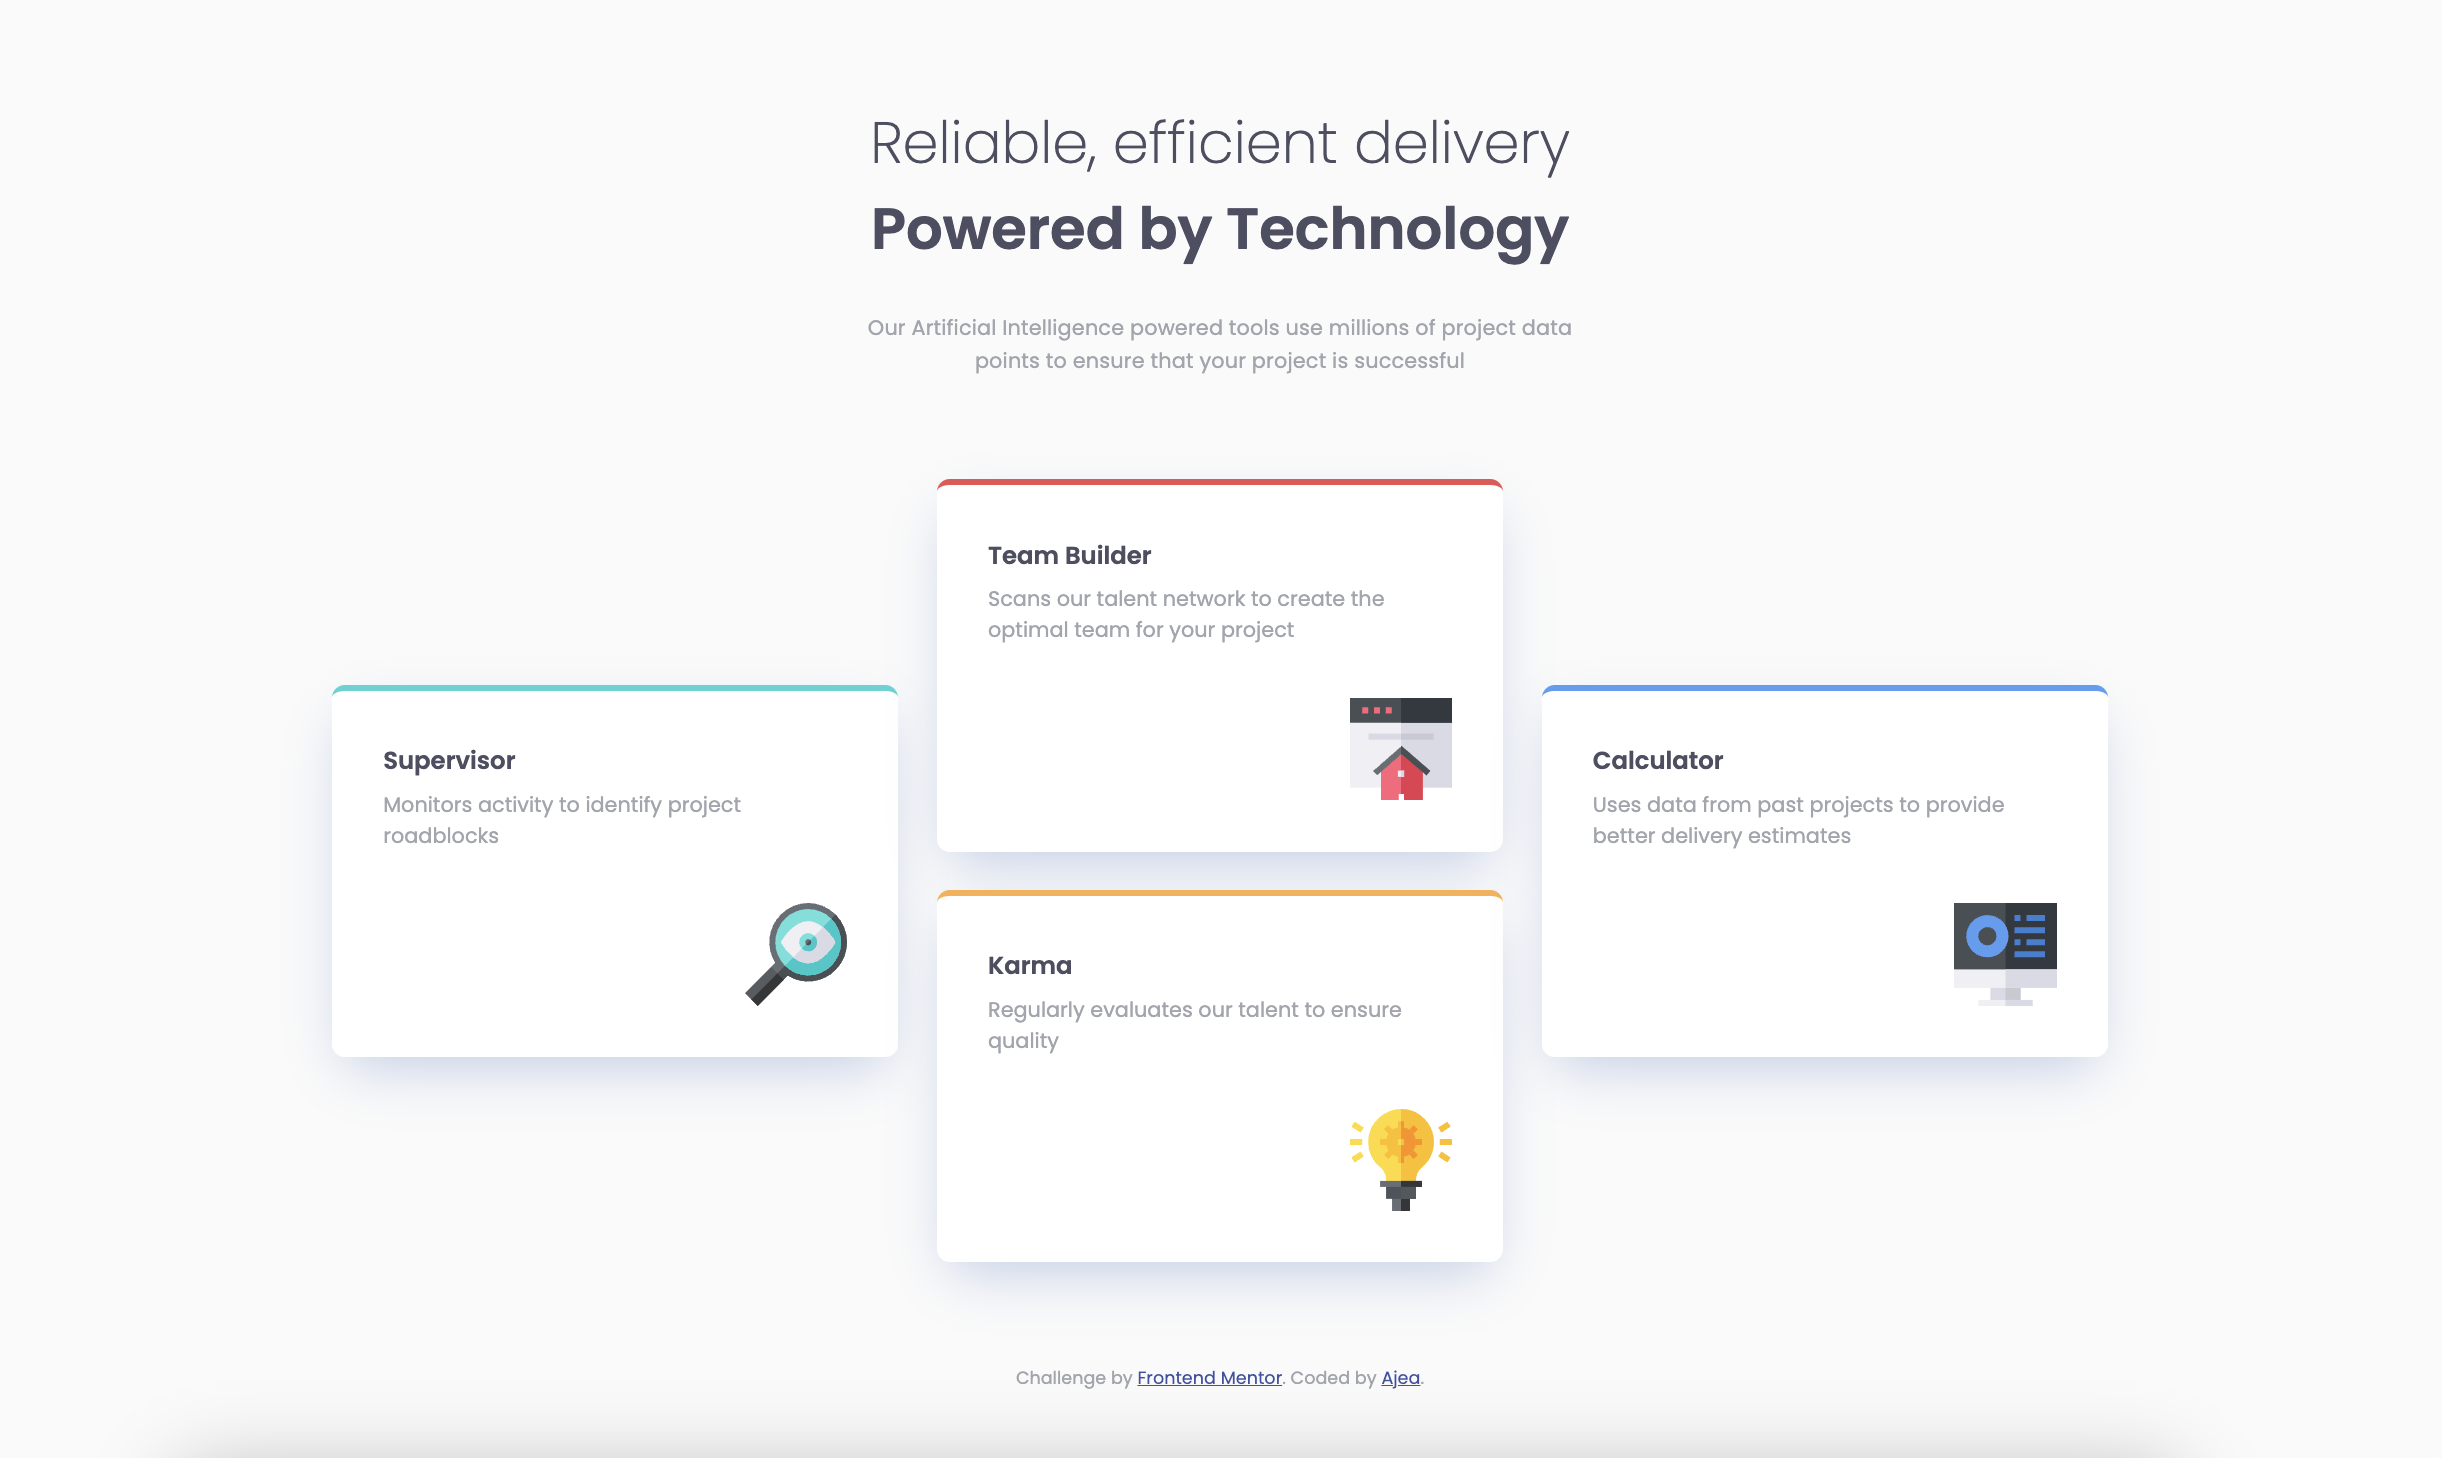 Reliable, efficient delivery
Powered by Technology
Our Artificial Intelligence powered tools use millions of project data
points to ensure that your project is successful
Supervisor
Monitors activity to identify project
roadblocks
Team Builder
Scans our talent network to create the
optimal team for your project
Karma
Regularly evaluates our talent to ensure
quality
Calculator
Uses data from past projects to provide
better delivery estimates
Challenge by Frontend Mentor. Coded by Ajea.